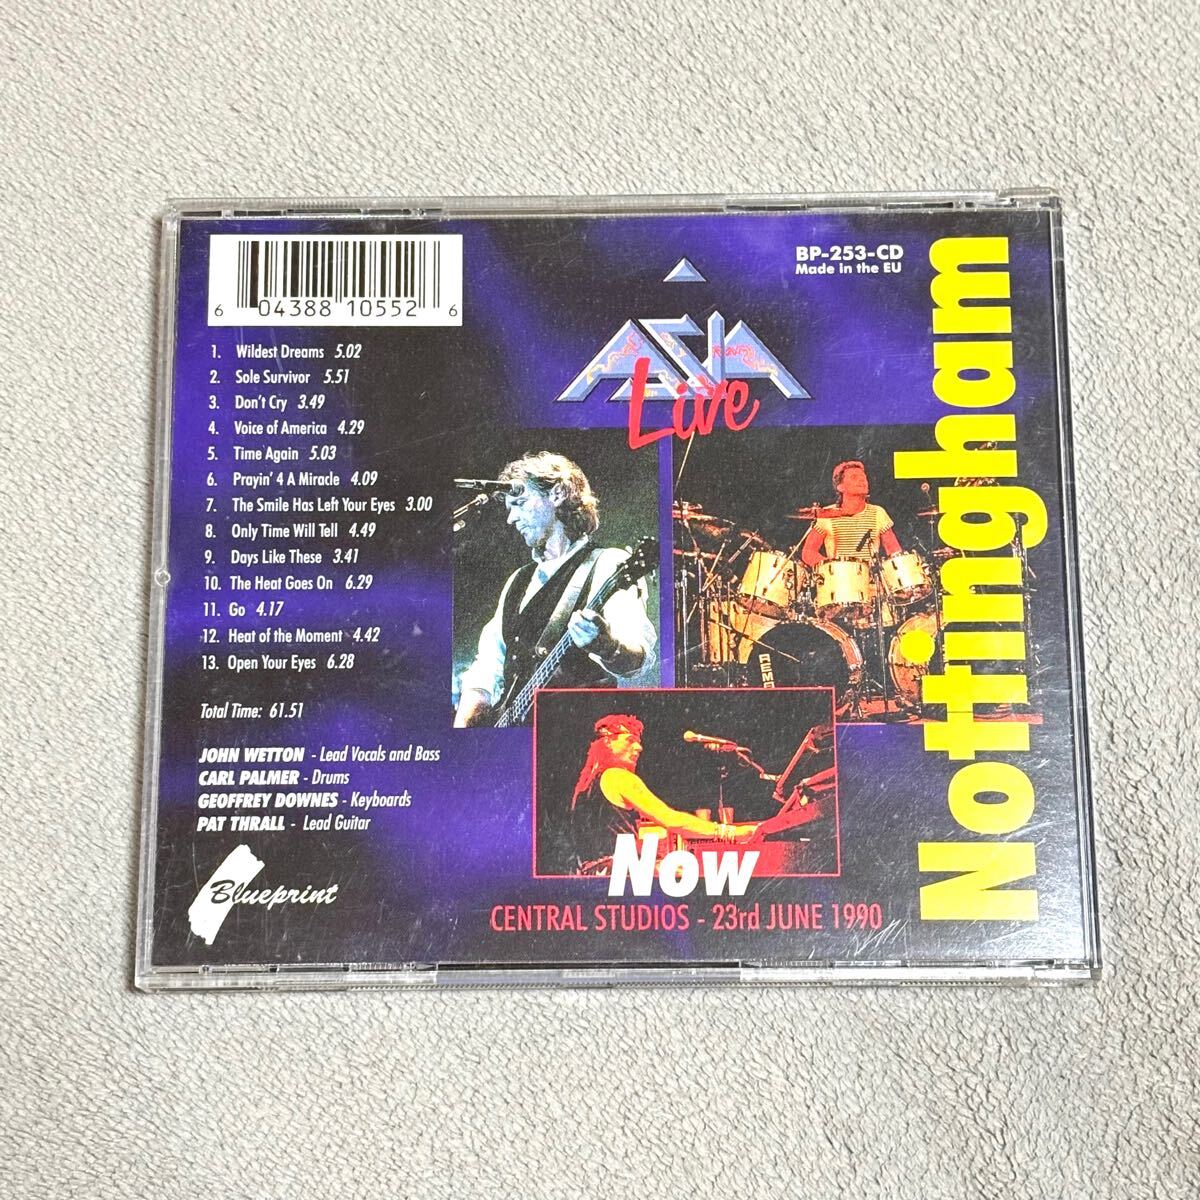 6 04388 10552 6
BP-253-CD
Made in the EU
ASIA
Live
1. Wildest Dreams 5.02
2. Sole Survivor 5.51
3. Don't Cry 3.49
4. Voice of America 4.29
5. Time Again 5.03
6. Prayin' 4 A Miracle 4.09
7. The Smile Has Left Your Eyes 3.00
8. Only Time Will Tell 4.49
9. Days Like These 3.41
10. The Heat Goes On 6.29
11. Go 4.17
12. Heat of the Moment 4.42
13. Open Your Eyes 6.28
Total Time: 61.51
JOHN WETTON - Lead Vocals and Bass
CARL PALMER - Drums
GEOFFREY DOWNES - Keyboards
PAT THRALL - Lead Guitar
Blueprint
REMO
Now
CENTRAL STUDIOS - 23rd JUNE 1990
Nottingham